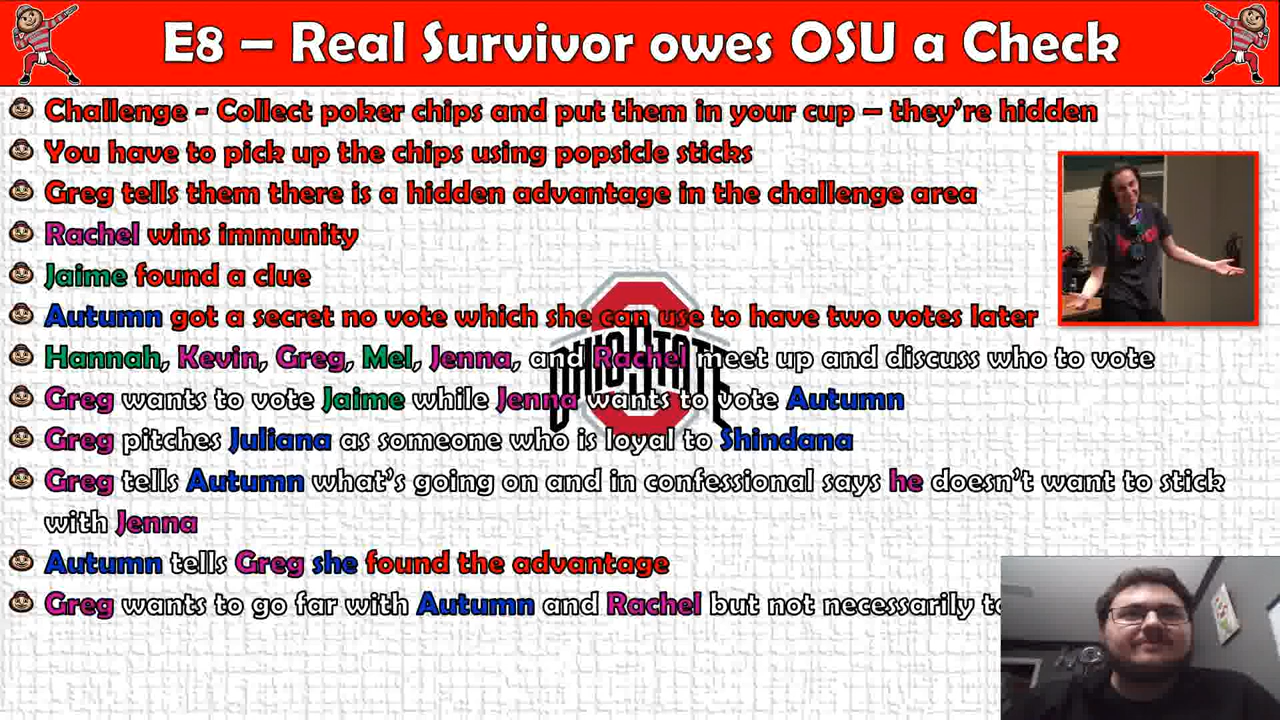 E8 – Real Survivor owes OSU a Check
Challenge - Collect poker chips and put them in your cup – they're hidden
You have to pick up the chips using popsicle sticks
Greg tells them there is a hidden advantage in the challenge area
Rachel wins immunity
Jaime found a clue
Autumn got a secret no vote which she can use to have two votes later
Hannah, Kevin, Greg, Mel, Jenna, and Rachel meet up and discuss who to vote
Greg wants to vote Jaime while Jenna wants to vote Autumn
Greg pitches Juliana as someone who is loyal to Shindana
Greg tells Autumn what's going on and in confessional says he doesn't want to stick
with Jenna
Autumn tells Greg she found the advantage
Greg wants to go far with Autumn and Rachel but not necessarily
OHIO STATE